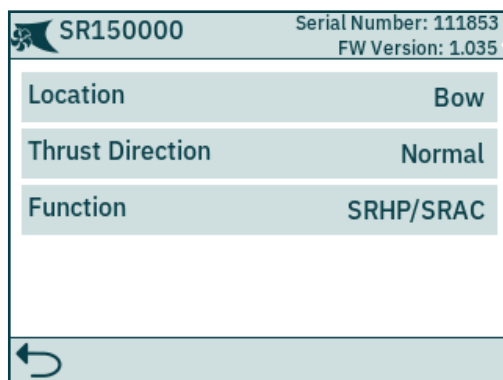 SR150000
Serial Number: 111853
FW Version: 1.035
Location Bow
Thrust Direction Normal
Function SRHP/SRAC